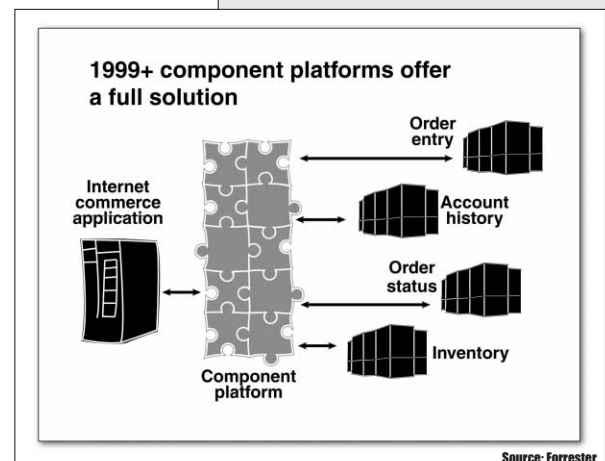 1999+ component platforms offer
a full solution
Order
entry
Internet
commerce
application
Account
history
Order
status
Inventory
Component
platform
Source: Forrester